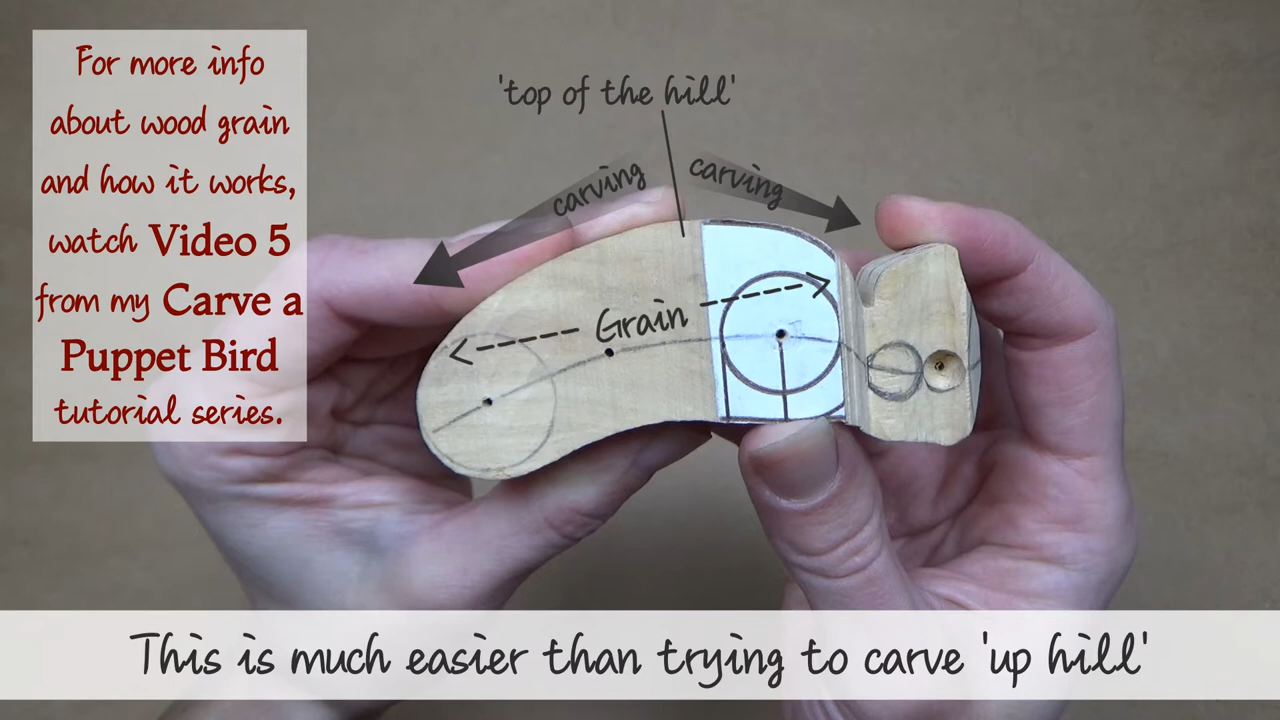 For more info
about wood grain
and how it works,
watch Video 5
from my Carve a
Puppet Bird
tutorial series.
'top of the hill'
carving
carving
Grain
This is much easier than trying to carve 'up hill'